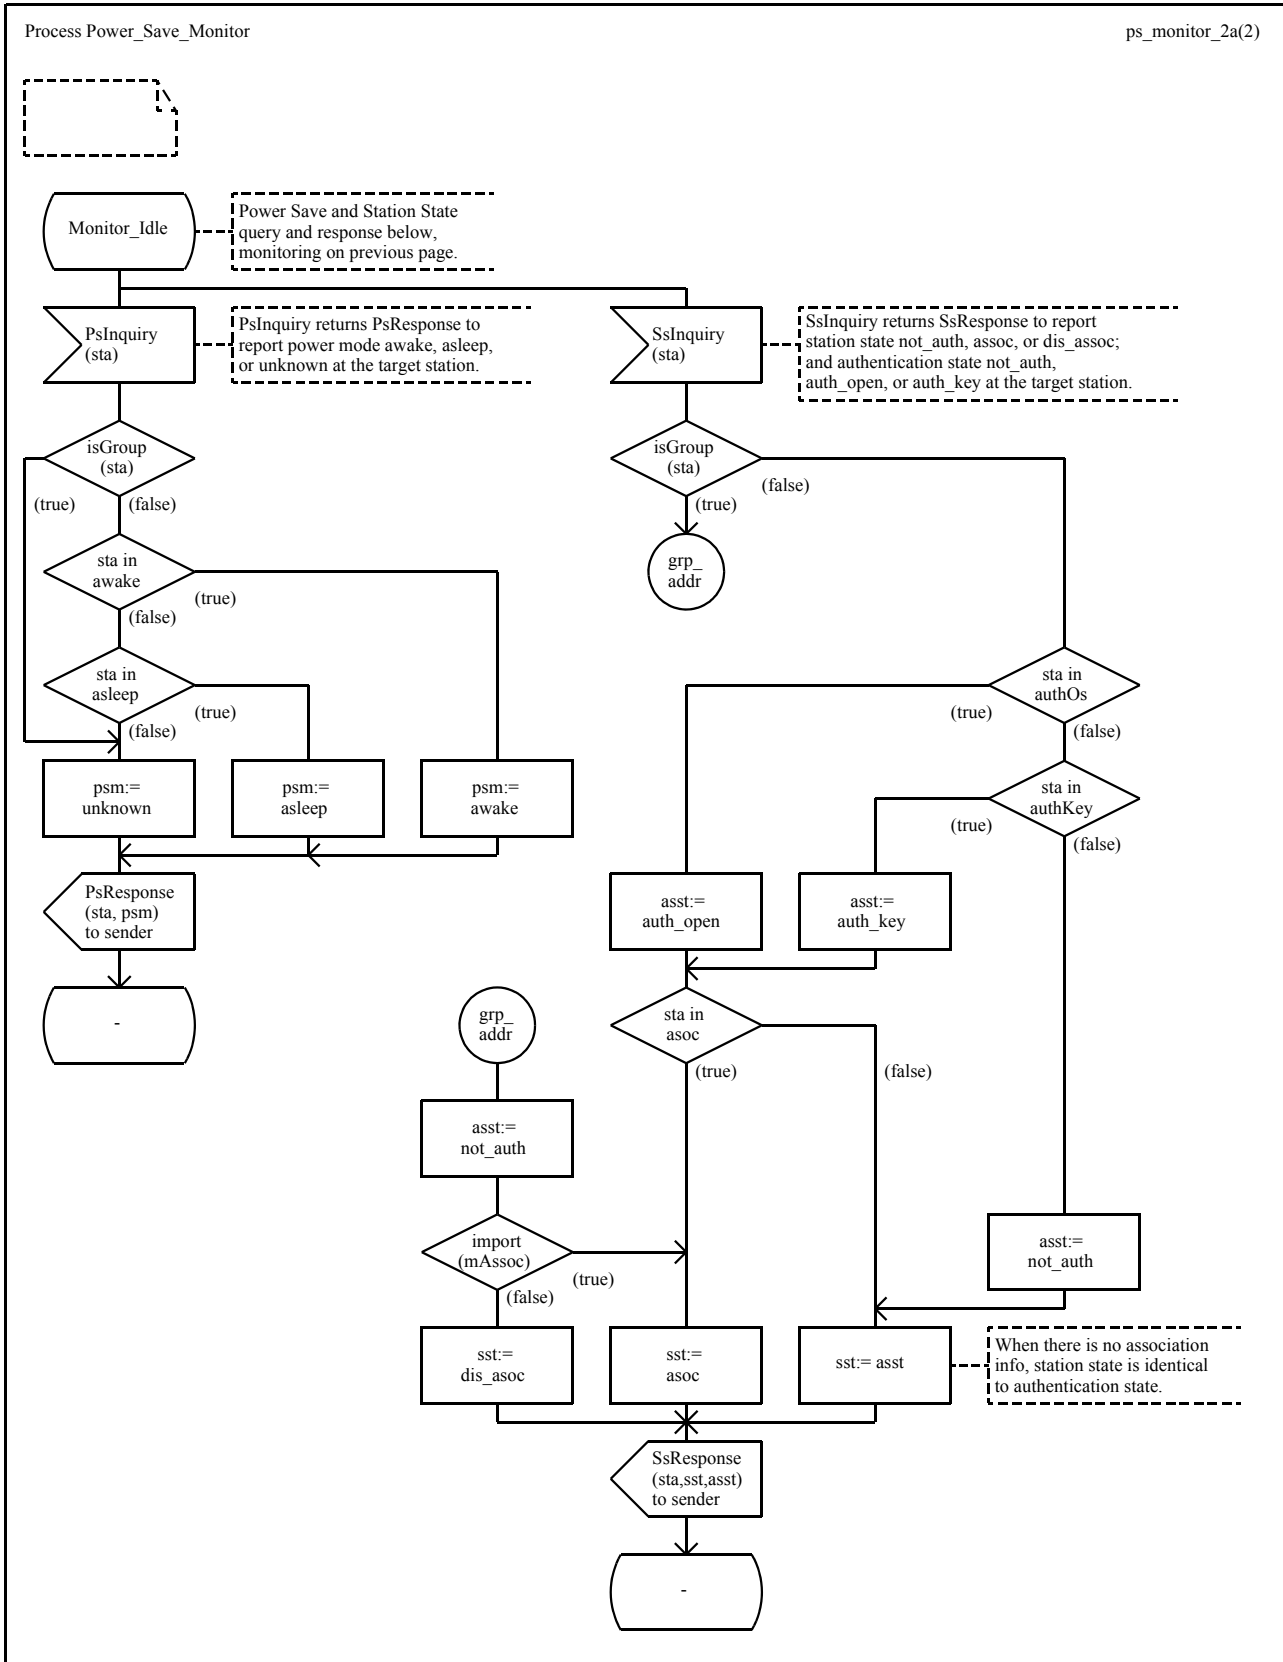 Process Power_Save_Monitor
ps_monitor_2a(2)
Monitor_Idle
Power Save and Station State
query and response below,
monitoring on previous page.
PsInquiry
(sta)
PsInquiry returns PsResponse to
report power mode awake, asleep,
or unknown at the target station.
SsInquiry
(sta)
SsInquiry returns SsResponse to report
station state not_auth, assoc, or dis_assoc;
and authentication state not_auth,
auth_open, or auth_key at the target station.
isGroup
(sta)
(true)
(false)
isGroup
(sta)
(true)
(false)
sta in
awake
(true)
(false)
grp_
addr
sta in
asleep
(true)
(false)
sta in
authOs
(true)
(false)
psm:=
unknown
psm:=
asleep
psm:=
awake
sta in
authKey
(true)
(false)
PsResponse
(sta, psm)
to sender
asst:=
auth_open
asst:=
auth_key
-
grp_
addr
sta in
asoc
(true)
(false)
asst:=
not_auth
import
(mAssoc)
(true)
(false)
asst:=
not_auth
sst:=
dis_asoc
sst:=
asoc
sst:= asst
When there is no association
info, station state is identical
to authentication state.
SsResponse
(sta,sst,asst)
to sender
-